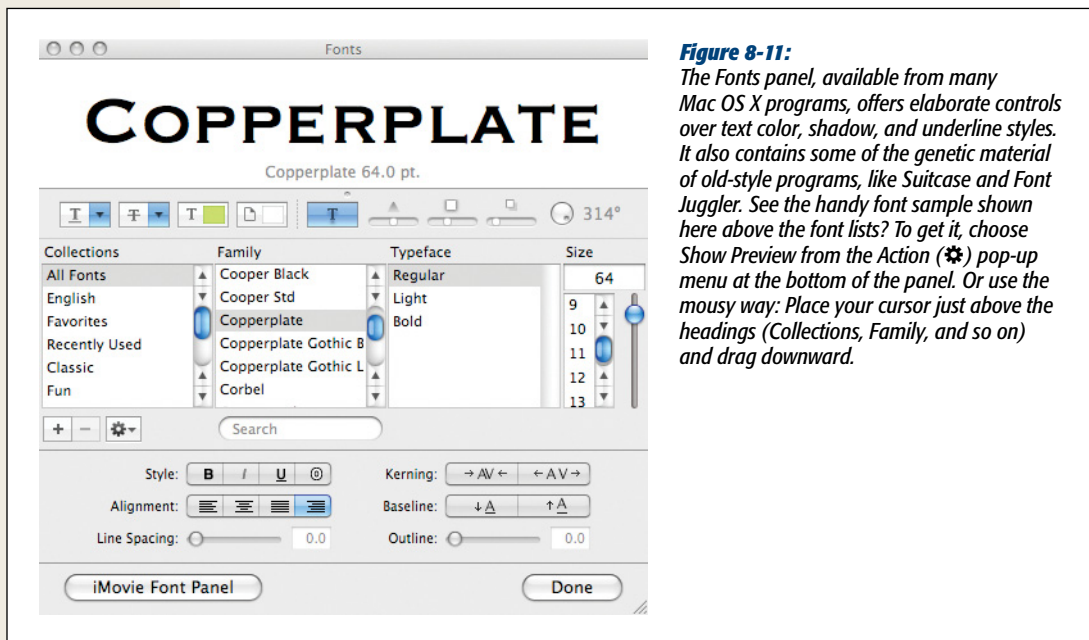 Fonts
COPPERPLATE
Copperplate 64.0 pt.
T T T T 314°
Collections Family Typeface Size
All Fonts Cooper Black Regular 64
English Cooper Std Light 9
Favorites Copperplate Bold 10
Recently Used Copperplate Gothic B 11
Classic Copperplate Gothic L 12
Fun Corbel 13
+ − Search
Style: B I U Kerning: → AV ← ← A V →
Alignment: Baseline: ↓ A ↑ A
Line Spacing: 0.0 Outline: 0.0
iMovie Font Panel Done
Figure 8-11:
The Fonts panel, available from many
Mac OS X programs, offers elaborate controls
over text color, shadow, and underline styles.
It also contains some of the genetic material
of old-style programs, like Suitcase and Font
Juggler. See the handy font sample shown
here above the font lists? To get it, choose
Show Preview from the Action (✽) pop-up
menu at the bottom of the panel. Or use the
mousy way: Place your cursor just above the
headings (Collections, Family, and so on)
and drag downward.